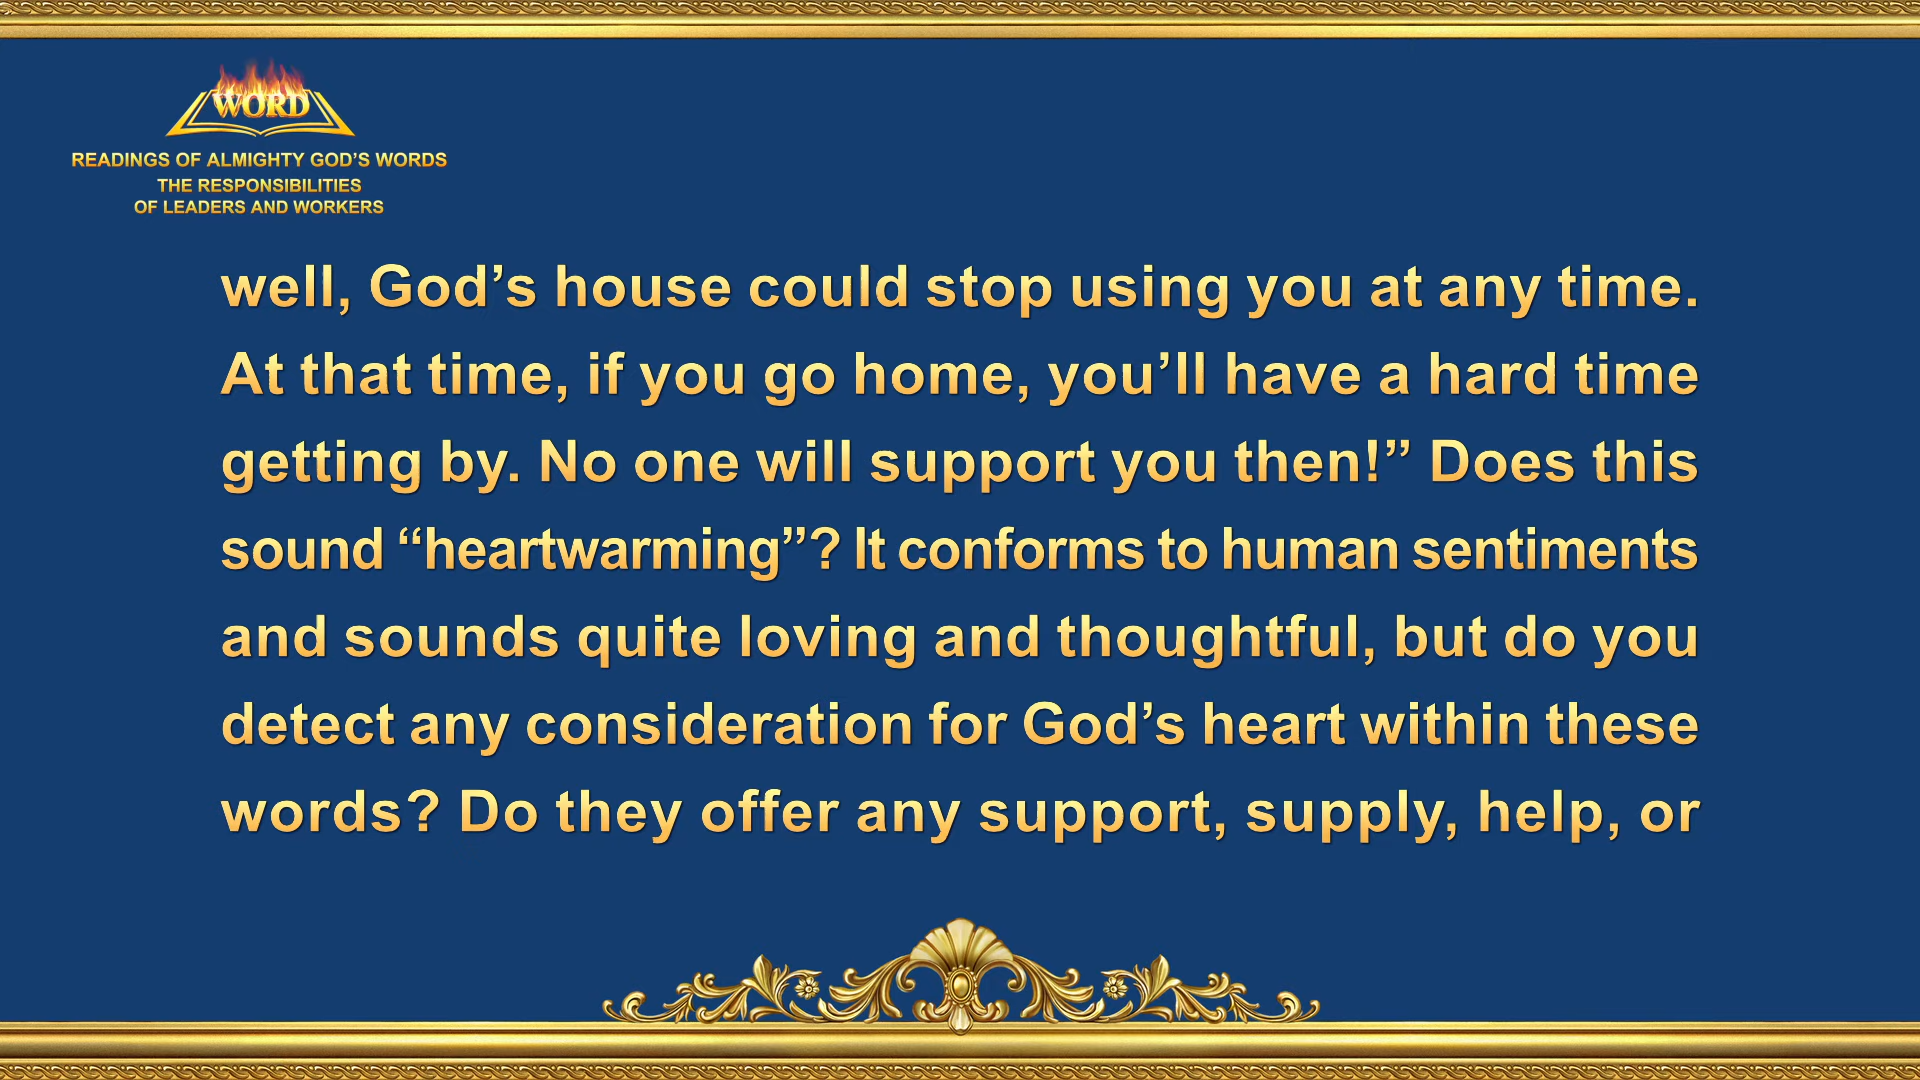 WORD
READINGS OF ALMIGHTY GOD’S WORDS
THE RESPONSIBILITIES
OF LEADERS AND WORKERS
well, God’s house could stop using you at any time.
At that time, if you go home, you’ll have a hard time
getting by. No one will support you then!” Does this
sound “heartwarming”? It conforms to human sentiments
and sounds quite loving and thoughtful, but do you
detect any consideration for God’s heart within these
words? Do they offer any support, supply, help, or